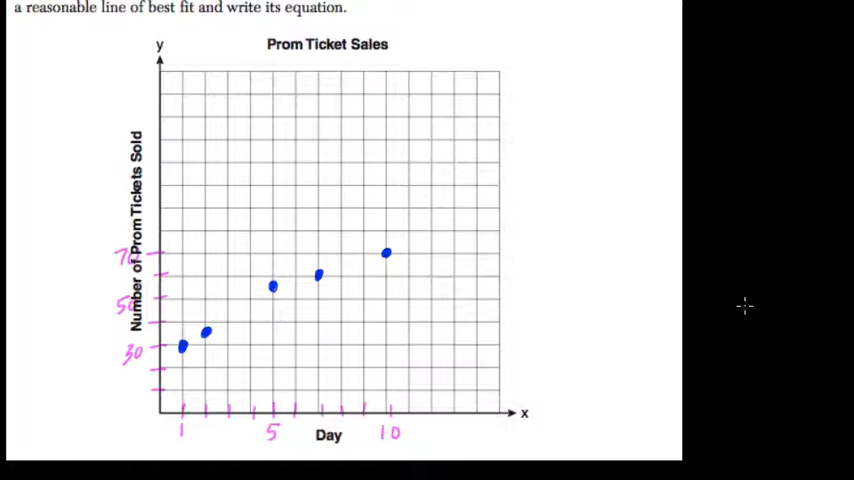 a reasonable line of best fit and write its equation.
y
Prom Ticket Sales
Number of Prom Tickets Sold
70
50
30
x
1
5
10
Day